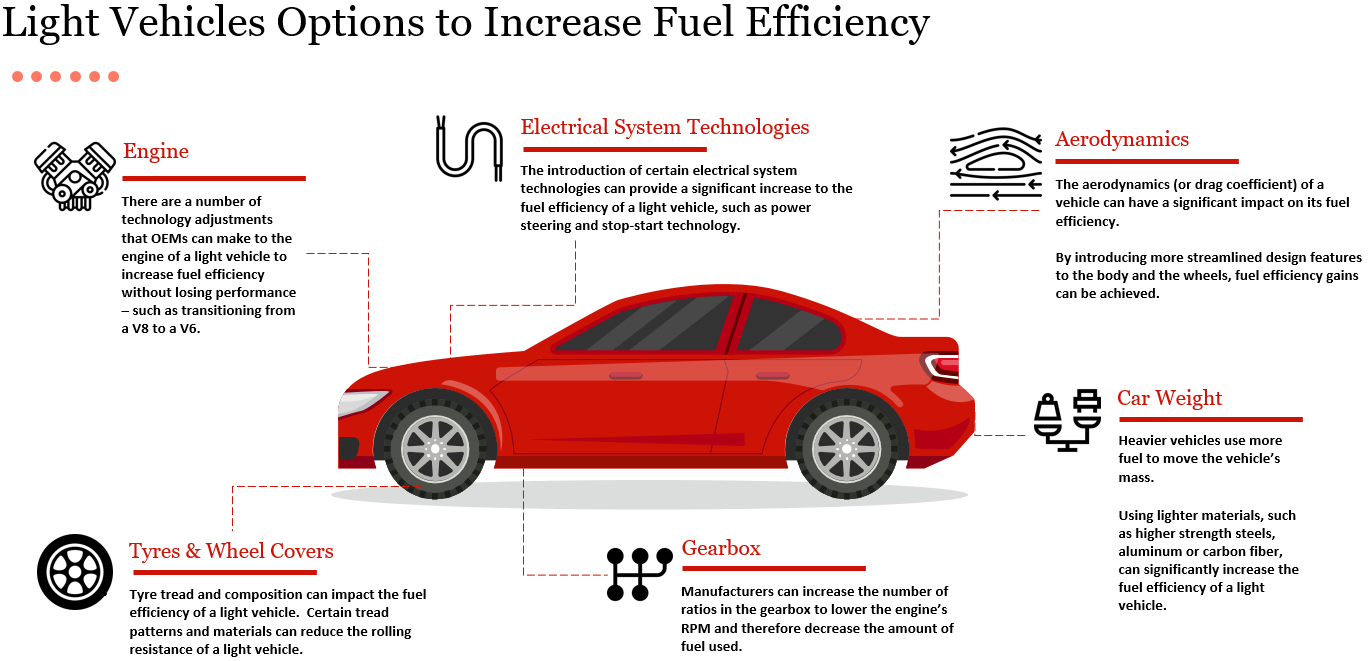 Light Vehicles Options to Increase Fuel Efficiency
Engine
There are a number of
technology adjustments
that OEMs can make to the
engine of a light vehicle to
increase fuel efficiency
without losing performance
– such as transitioning from
a V8 to a V6.
Electrical System Technologies
The introduction of certain electrical system
technologies can provide a significant increase to the
fuel efficiency of a light vehicle, such as power
steering and stop-start technology.
Aerodynamics
The aerodynamics (or drag coefficient) of a
vehicle can have a significant impact on its fuel
efficiency.
By introducing more streamlined design features
to the body and the wheels, fuel efficiency gains
can be achieved.
Car Weight
Heavier vehicles use more
fuel to move the vehicle’s
mass.
Using lighter materials, such
as higher strength steels,
aluminum or carbon fiber,
can significantly increase the
fuel efficiency of a light
vehicle.
Tyres & Wheel Covers
Tyre tread and composition can impact the fuel
efficiency of a light vehicle.  Certain tread
patterns and materials can reduce the rolling
resistance of a light vehicle.
Gearbox
Manufacturers can increase the number of
ratios in the gearbox to lower the engine’s
RPM and therefore decrease the amount of
fuel used.